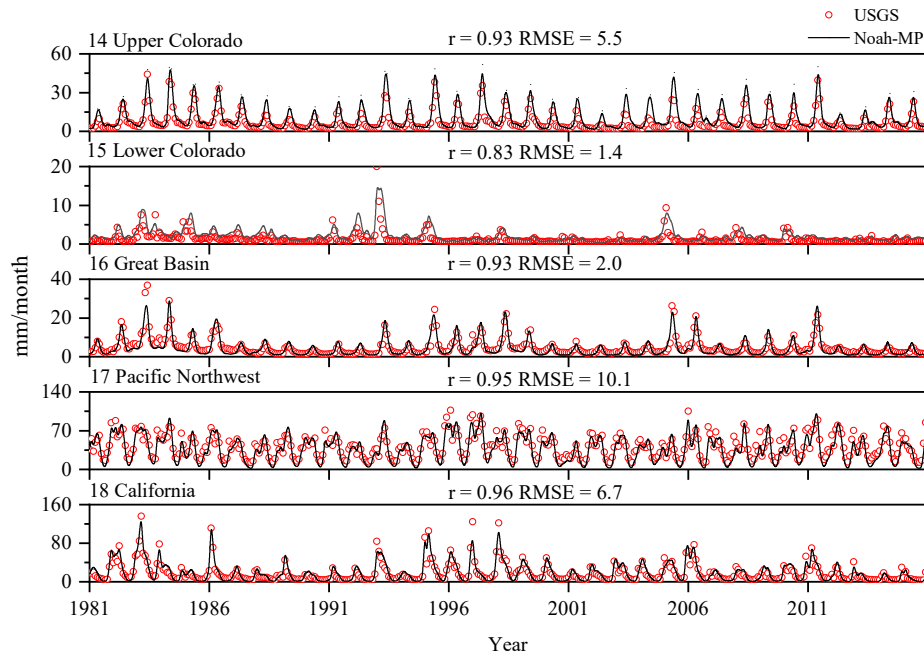 USGS
Noah-MP
14 Upper Colorado r = 0.93 RMSE = 5.5
60
30
0
15 Lower Colorado r = 0.83 RMSE = 1.4
20
10
0
16 Great Basin r = 0.93 RMSE = 2.0
40
20
0
17 Pacific Northwest r = 0.95 RMSE = 10.1
140
70
0
18 California r = 0.96 RMSE = 6.7
160
80
0
mm/month
1981 1986 1991 1996 2001 2006 2011
Year